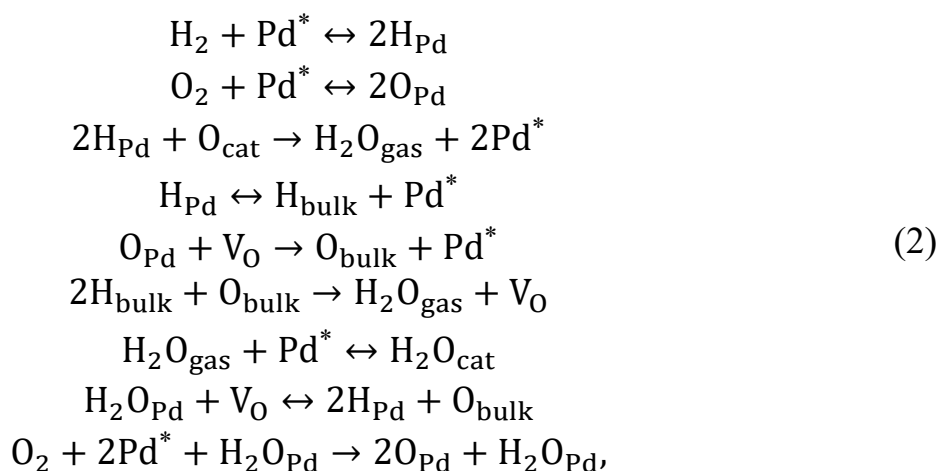 H₂ + Pd* ↔ 2H_Pd
O₂ + Pd* ↔ 2O_Pd
2H_Pd + O_cat → H₂O_gas + 2Pd*
H_Pd ↔ H_bulk + Pd*
O_Pd + V_O → O_bulk + Pd* (2)
2H_bulk + O_bulk → H₂O_gas + V_O
H₂O_gas + Pd* ↔ H₂O_cat
H₂O_Pd + V_O ↔ 2H_Pd + O_bulk
O₂ + 2Pd* + H₂O_Pd → 2O_Pd + H₂O_Pd,